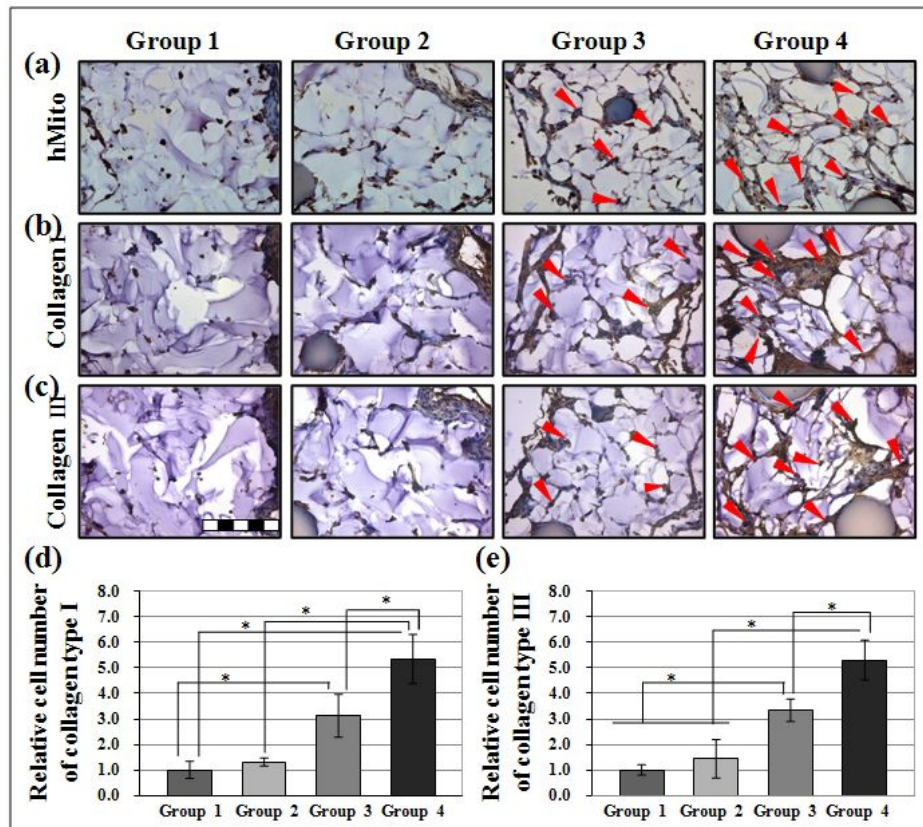 Group 1 Group 2 Group 3 Group 4
(a) hMito
(b) Collagen I
(c) Collagen III
(d)
Relative cell number
of collagen type I
8.0
7.0
6.0
5.0
4.0
3.0
2.0
1.0
0.0
* * * *
Group 1 Group 2 Group 3 Group 4
(e)
Relative cell number
of collagen type III
8.0
7.0
6.0
5.0
4.0
3.0
2.0
1.0
0.0
* * *
Group 1 Group 2 Group 3 Group 4